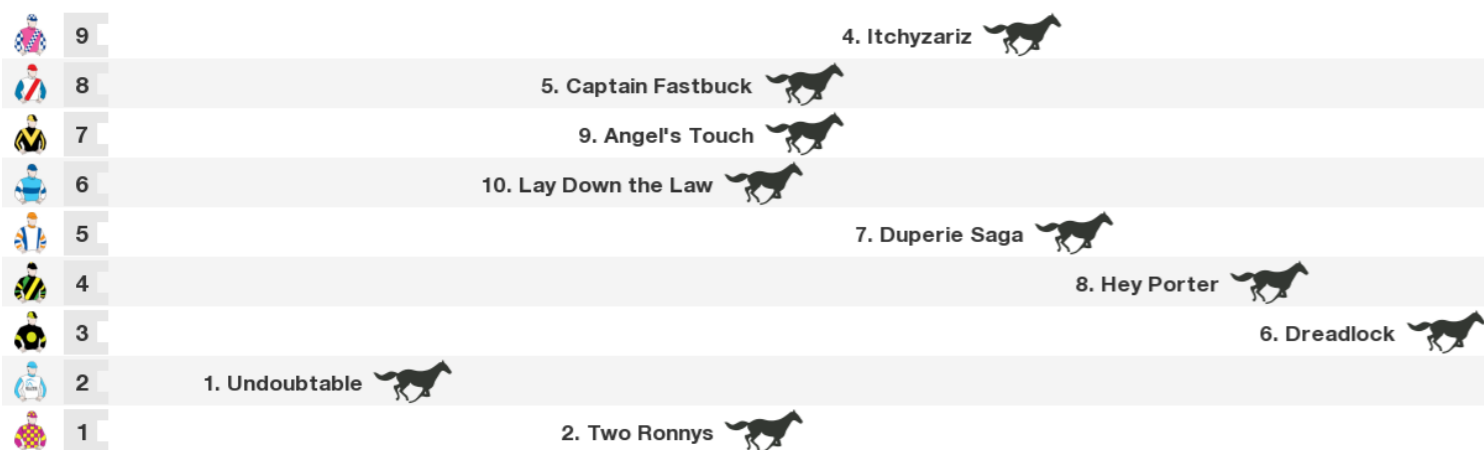 9 4. Itchyzariz
8 5. Captain Fastbuck
7 9. Angel's Touch
6 10. Lay Down the Law
5 7. Duperie Saga
4 8. Hey Porter
3 6. Dreadlock
2 1. Undoubtable
1 2. Two Ronnys